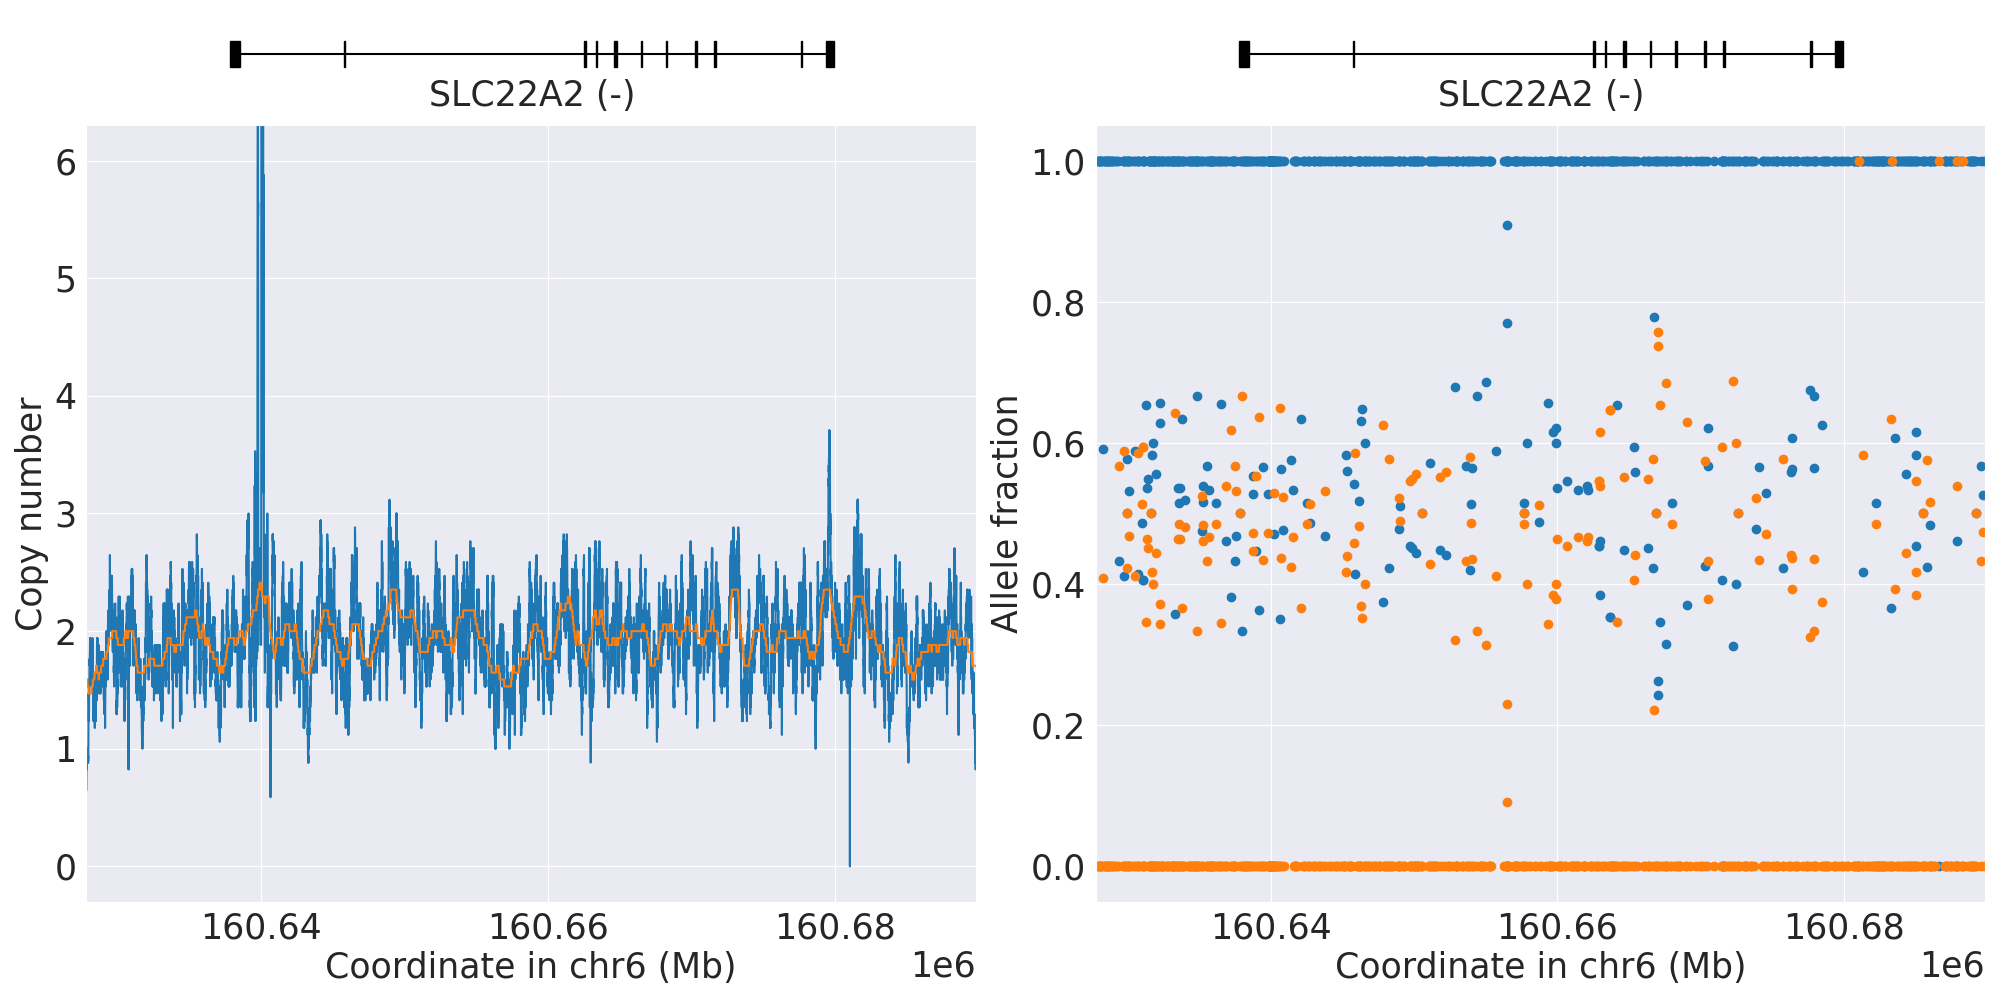 SLC22A2 (-)
SLC22A2 (-)
Copy number
6
5
4
3
2
1
0
160.64
160.66
160.68
Coordinate in chr6 (Mb)
1e6
Allele fraction
1.0
0.8
0.6
0.4
0.2
0.0
160.64
160.66
160.68
Coordinate in chr6 (Mb)
1e6